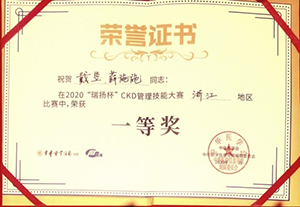 荣誉证书
祝贺 戴昱 薛施施 同志：
在2020“瑞扬杯”CKD管理技能大赛 浙江 地区
比赛中，荣获
一等奖